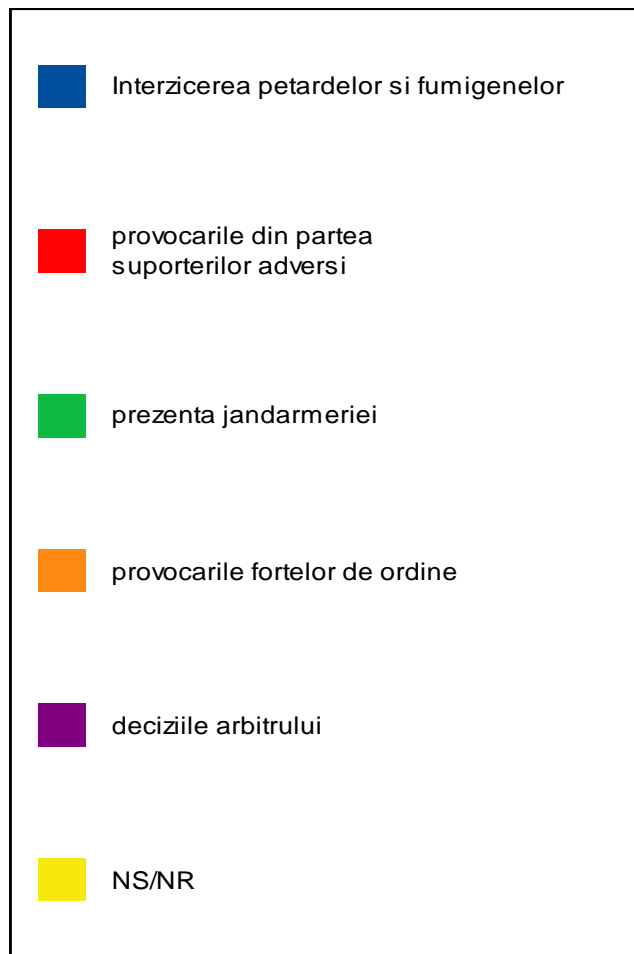 Interzicerea petardelor si fumigenelor
provocarile din partea
suporterilor adversi
prezenta jandarmeriei
provocarile fortelor de ordine
deciziile arbitrului
NS/NR